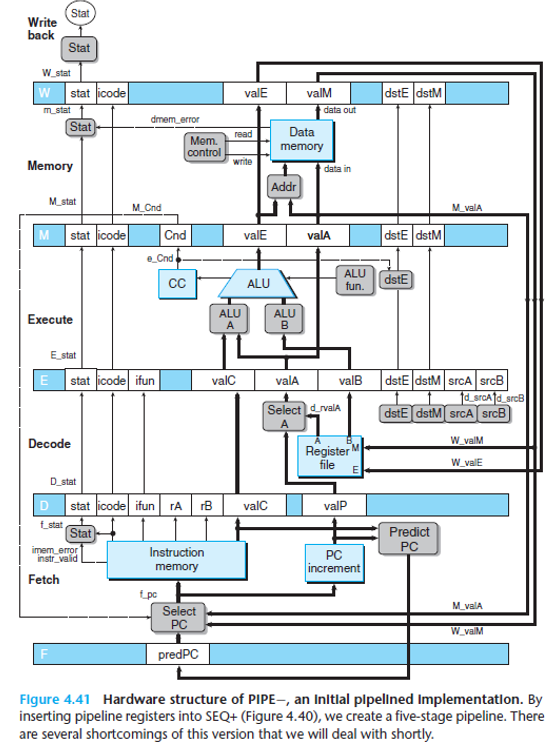 Stat
Write
back
Stat
W_stat
W stat icode valE valM dstE dstM
m_stat
data out
dmem_error
Stat
read
Mem.
control
write
Data
memory
data in
Memory
Addr
M_stat
M_Cnd
M_valA
M stat icode Cnd valE valA dstE dstM
e_Cnd
CC
ALU
ALU
fun.
dstE
ALU
A
ALU
B
Execute
E_stat
E stat icode ifun valC valA valB dstE dstM srcA srcB
Select
A
d_rvalA
d_srcA d_srcB
dstE dstM srcA srcB
A B
Register
file
M
E
W_valM
W_valE
Decode
D_stat
D stat icode ifun rA rB valC valP
f_stat
Stat
imem_error
instr_valid
Instruction
memory
PC
increment
Predict
PC
Fetch
f_pc
Select
PC
M_valA
W_valM
F predPC
Figure 4.41 Hardware structure of PIPE−, an initial pipelined implementation. By
inserting pipeline registers into SEQ+ (Figure 4.40), we create a five-stage pipeline. There
are several shortcomings of this version that we will deal with shortly.